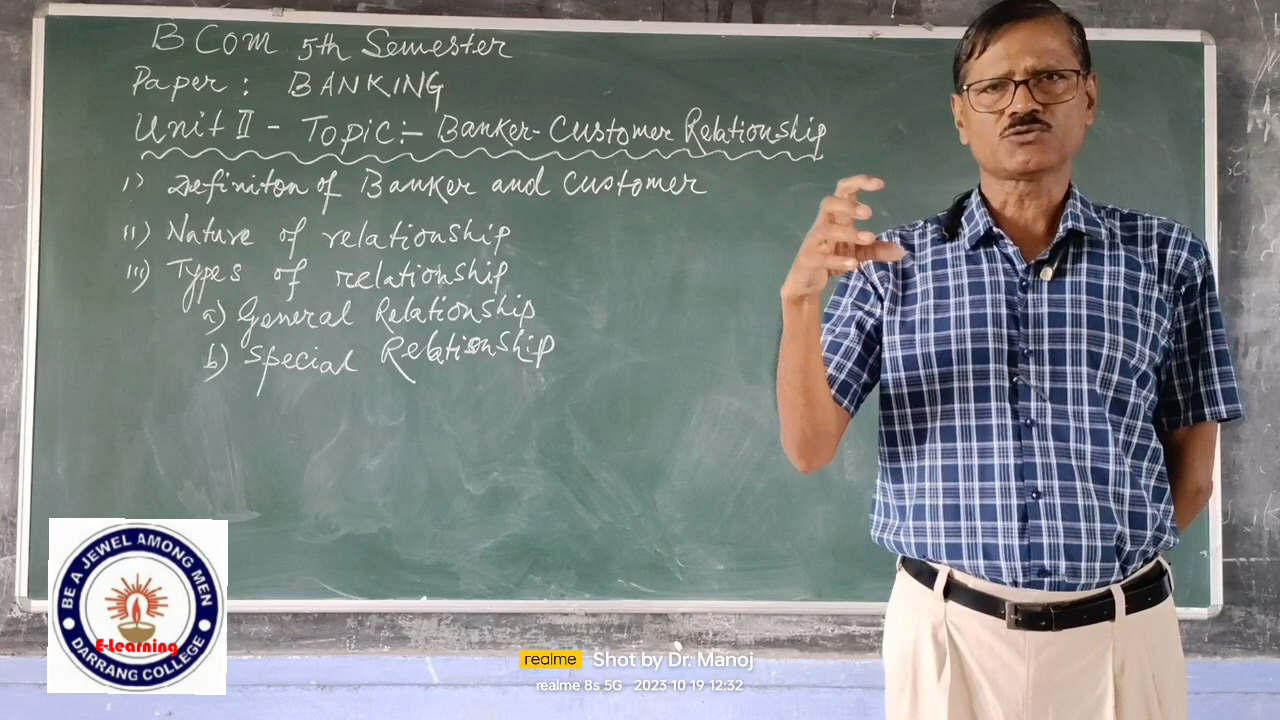 B Com 5th Semester
Paper: BANKING
Unit II - Topic:- Banker-Customer Relationship
i) Definiton of Banker and Customer
ii) Nature of relationship
iii) Types of relationship
a) General Relationship
b) Special Relationship
BE A JEWEL AMONG MEN
E-Learning
DARRANG COLLEGE
realme Shot by Dr. Manoj
realme 8s 5G 2023 10 19 12:32